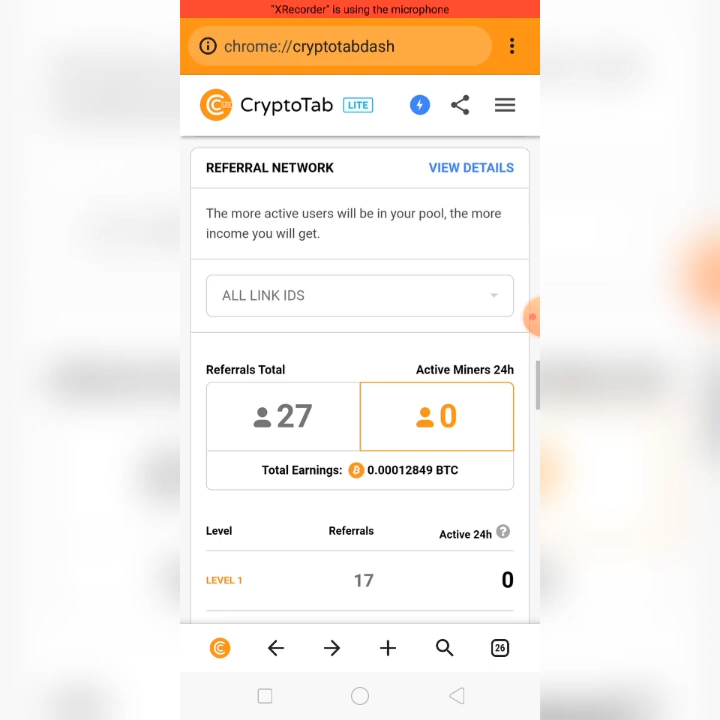 "XRecorder" is using the microphone
chrome://cryptotabdash
CryptoTab LITE
REFERRAL NETWORK VIEW DETAILS
The more active users will be in your pool, the more
income you will get.
ALL LINK IDS
Referrals Total Active Miners 24h
27 0
Total Earnings: 0.00012849 BTC
Level Referrals Active 24h ?
LEVEL 1 17 0
26